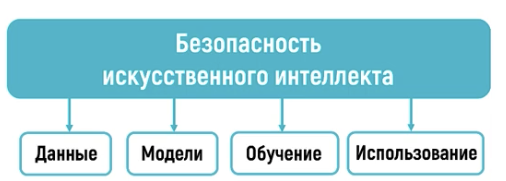 Безопасность
искусственного интеллекта
Данные
Модели
Обучение
Использование